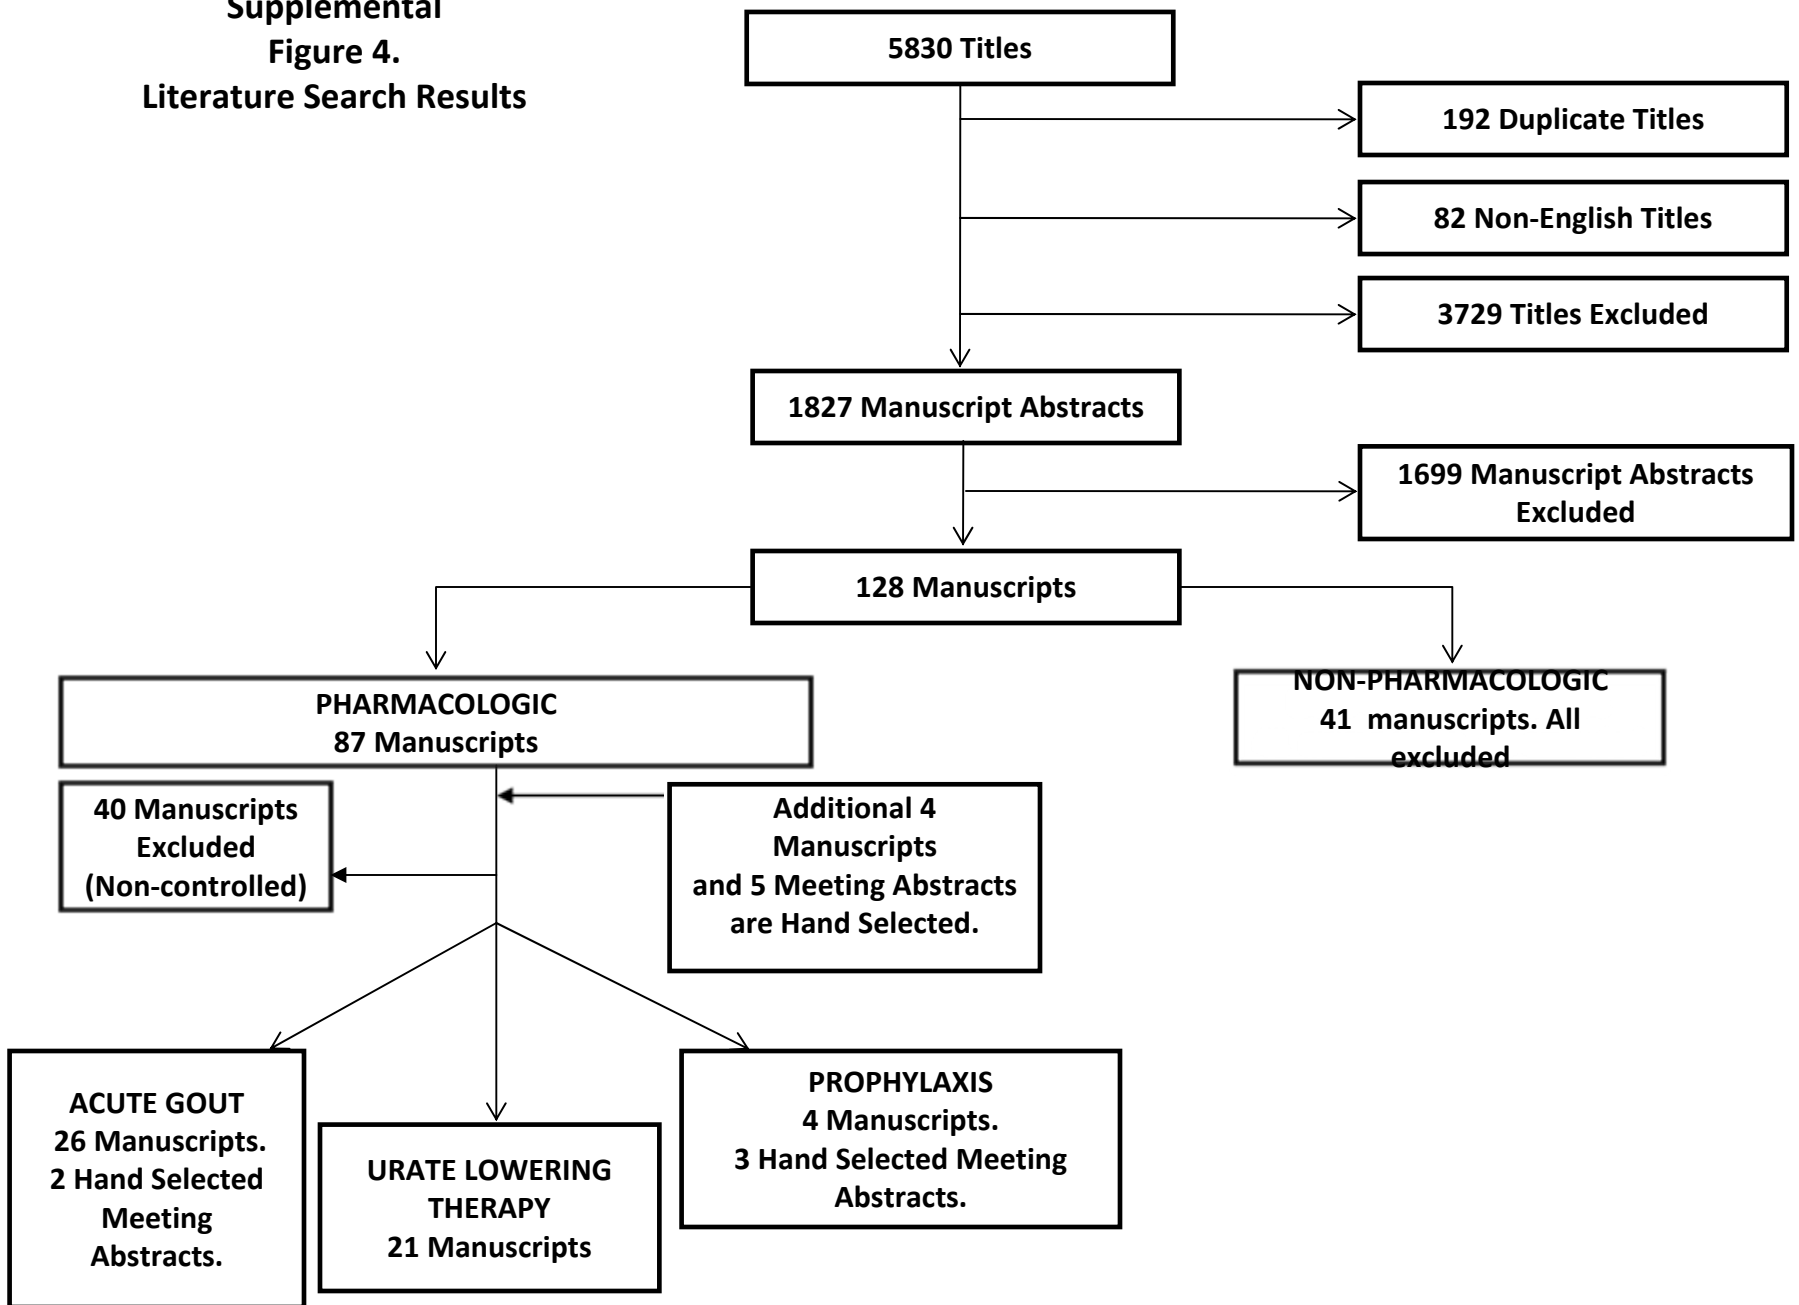 Supplemental
Figure 4.
Literature Search Results
5830 Titles
192 Duplicate Titles
82 Non-English Titles
3729 Titles Excluded
1827 Manuscript Abstracts
1699 Manuscript Abstracts
Excluded
128 Manuscripts
PHARMACOLOGIC
87 Manuscripts
NON-PHARMACOLOGIC
41 manuscripts. All
excluded
40 Manuscripts
Excluded
(Non-controlled)
Additional 4
Manuscripts
and 5 Meeting Abstracts
are Hand Selected.
ACUTE GOUT
26 Manuscripts.
2 Hand Selected
Meeting
Abstracts.
URATE LOWERING
THERAPY
21 Manuscripts
PROPHYLAXIS
4 Manuscripts.
3 Hand Selected Meeting
Abstracts.